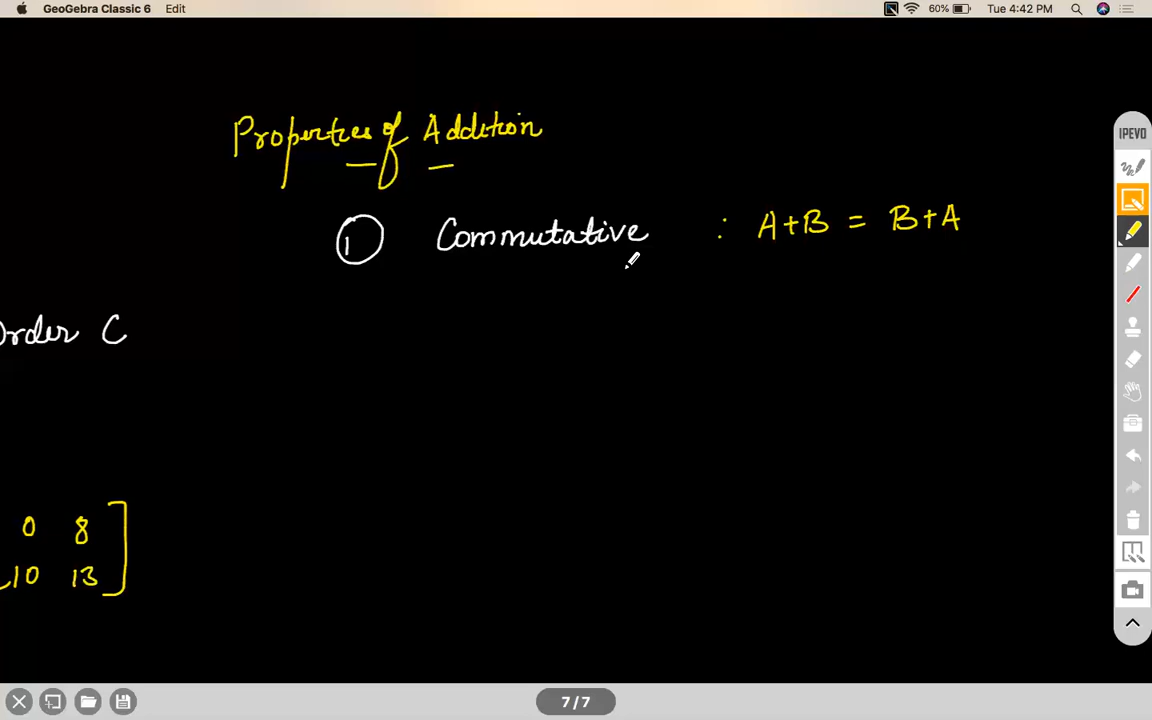 GeoGebra Classic 6 Edit 60% Tue 4:42 PM
Properties of Addition
IPEVO
① Commutative : A+B = B+A
Order C
0 8
10 13
7 / 7